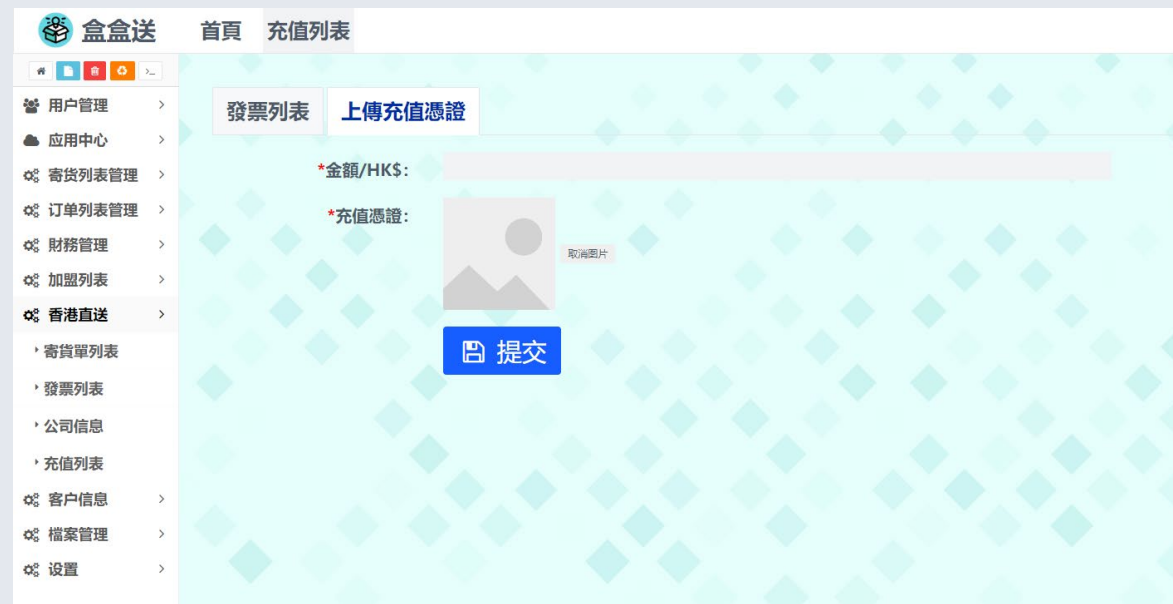 盒盒送
首頁 充值列表
用户管理
应用中心
寄货列表管理
订单列表管理
財務管理
加盟列表
香港直送
寄貨單列表
發票列表
公司信息
充值列表
客户信息
檔案管理
设置
發票列表 上傳充值憑證
*金額/HK$:
*充值憑證:
取消图片
提交